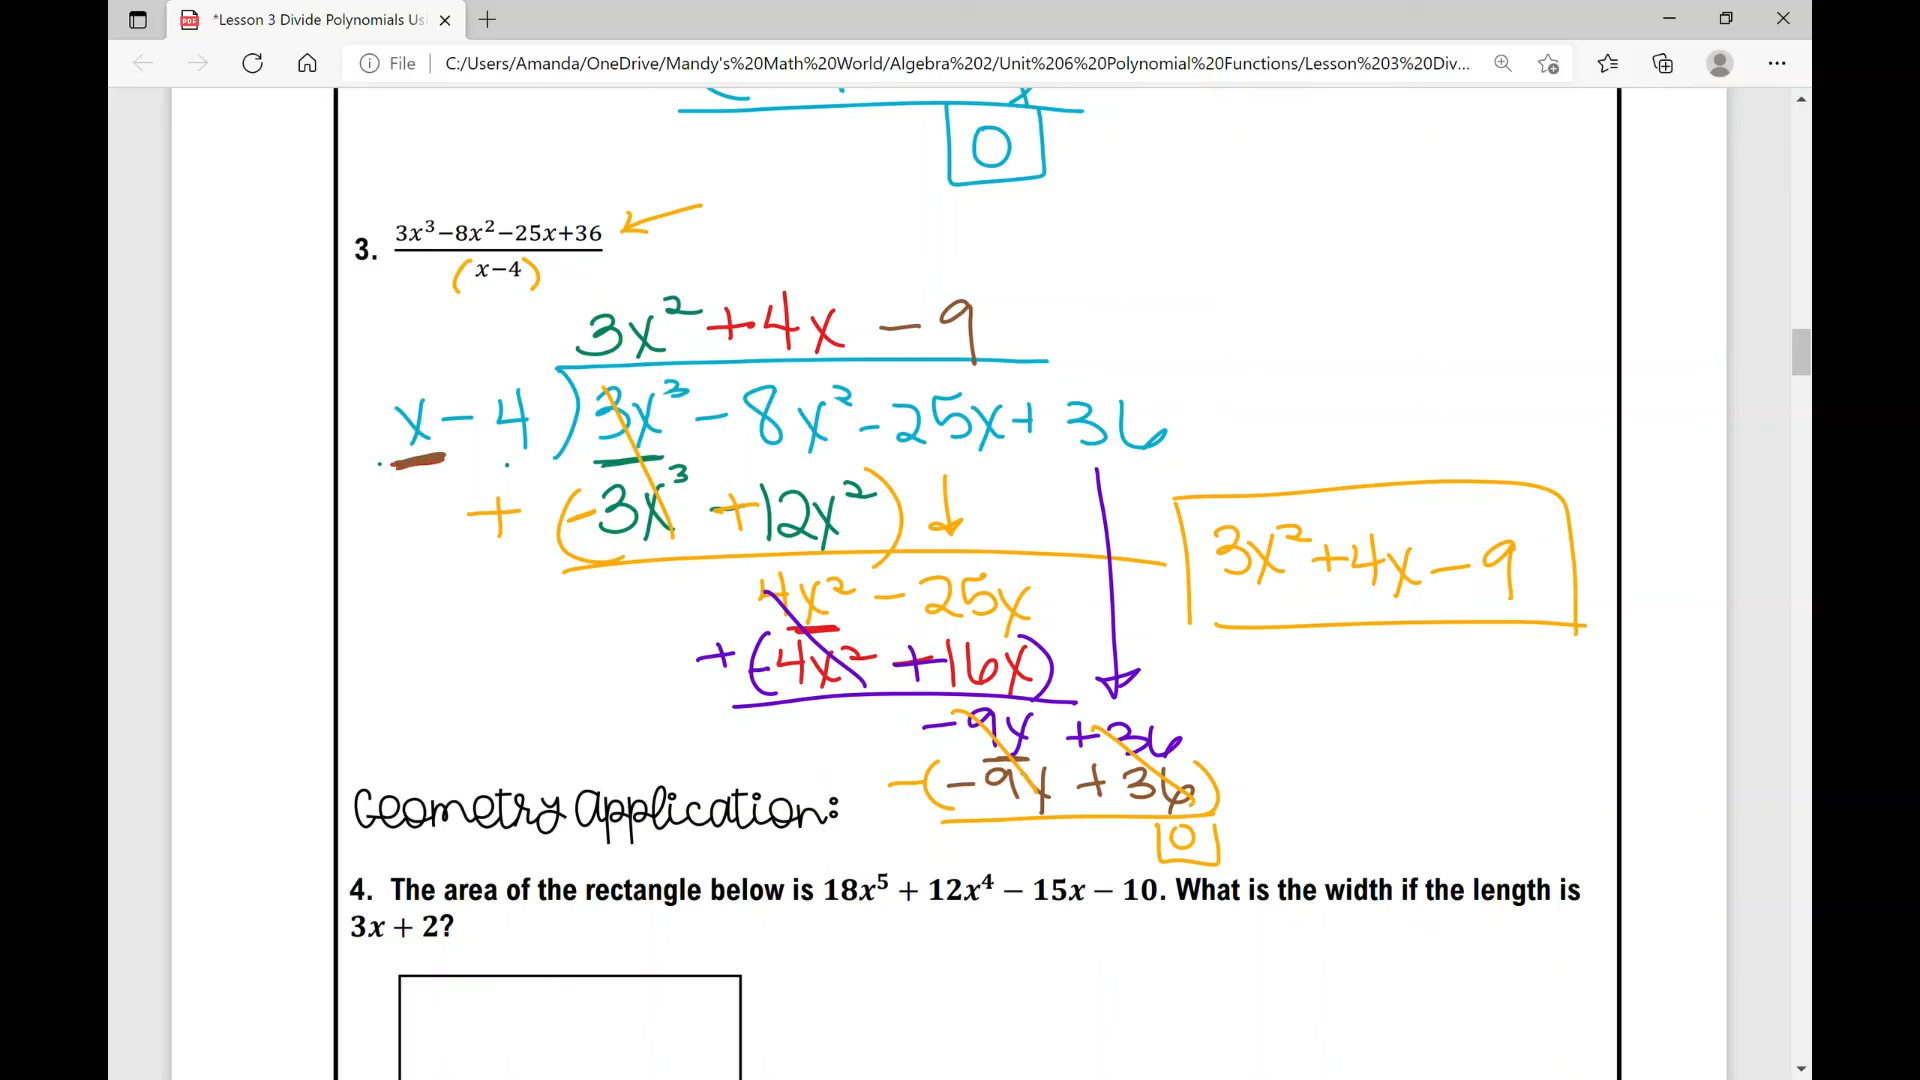 *Lesson 3 Divide Polynomials Usi
File
C:/Users/Amanda/OneDrive/Mandy's%20Math%20World/Algebra%202/Unit%206%20Polynomial%20Functions/Lesson%203%20Div...
0
3. (3x³−8x²−25x+36)/(x−4)
3x² +4x − 9
x − 4 ) 3x³ − 8x² − 25x + 36
+ (−3x³ + 12x²)
4x² − 25x
3x² + 4x − 9
+ (−4x² + 16x)
−9x + 36
−(−9x + 36)
0
Geometry Application:
4. The area of the rectangle below is 18x⁵ + 12x⁴ − 15x − 10. What is the width if the length is
3x + 2?